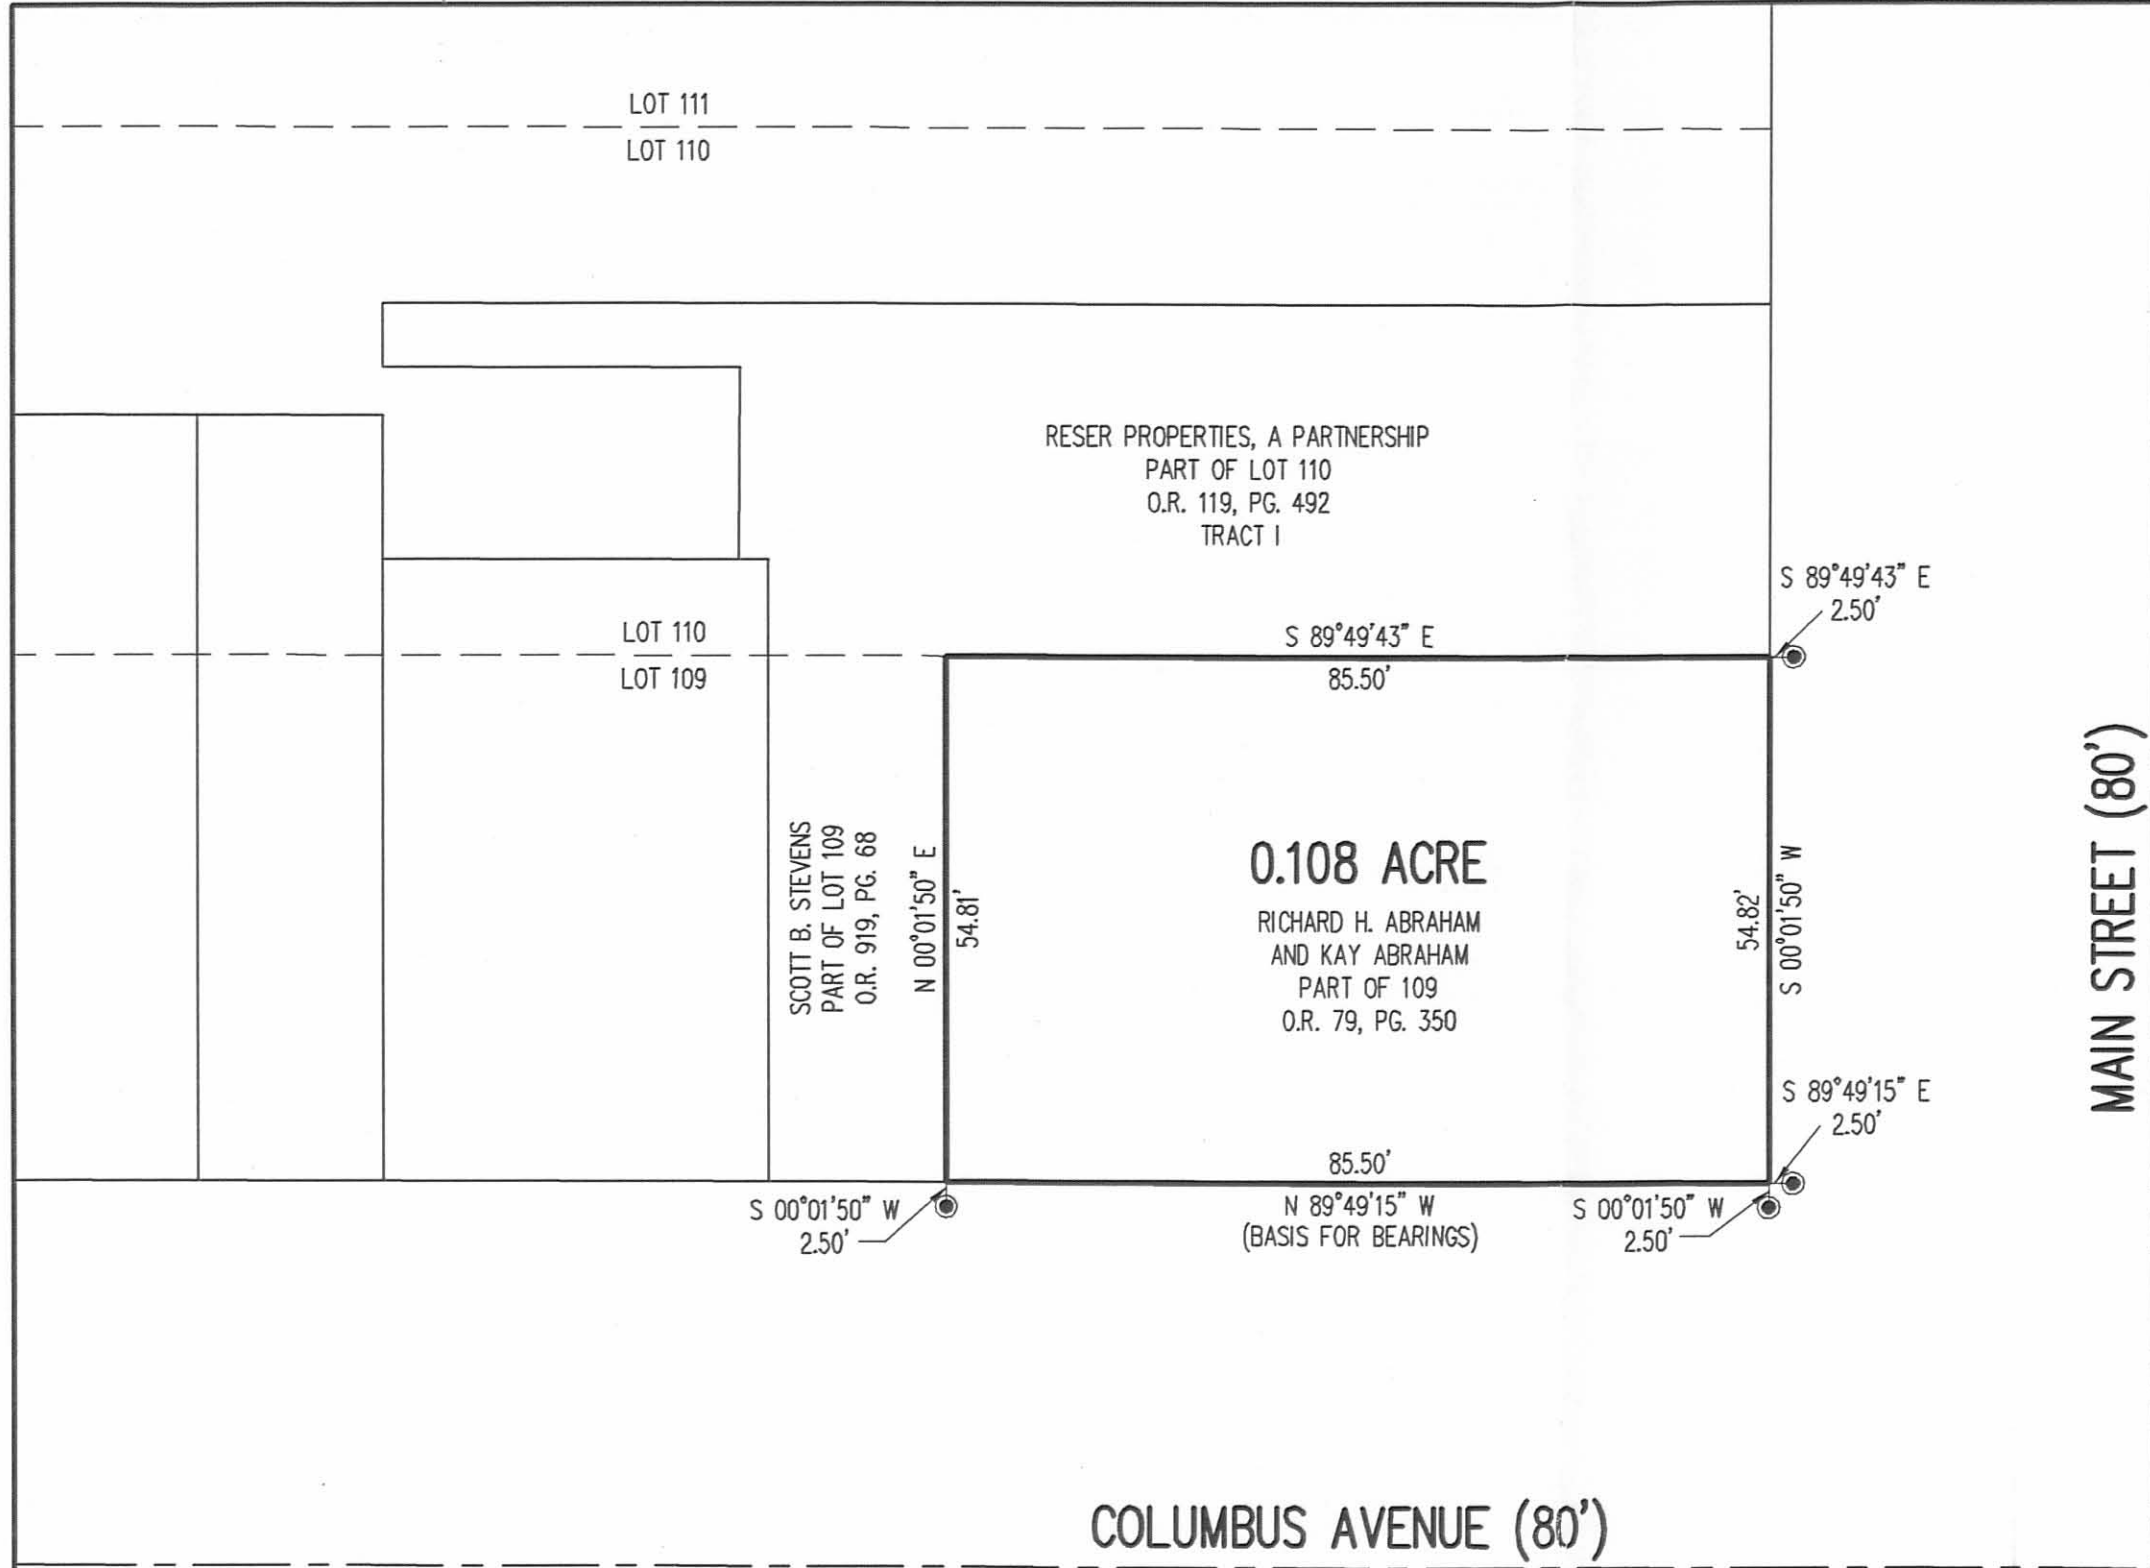 LOT 111
LOT 110
RESER PROPERTIES, A PARTNERSHIP
PART OF LOT 110
O.R. 119, PG. 492
TRACT I
S 89°49'43" E
2.50'
LOT 110
LOT 109
S 89°49'43" E
85.50'
SCOTT B. STEVENS
PART OF LOT 109
O.R. 919, PG. 68
N 00°01'50" E
54.81'
0.108 ACRE
RICHARD H. ABRAHAM
AND KAY ABRAHAM
PART OF 109
O.R. 79, PG. 350
54.82'
S 00°01'50" W
MAIN STREET (80')
S 89°49'15" E
2.50'
85.50'
N 89°49'15" W
(BASIS FOR BEARINGS)
S 00°01'50" W
2.50'
S 00°01'50" W
2.50'
COLUMBUS AVENUE (80')